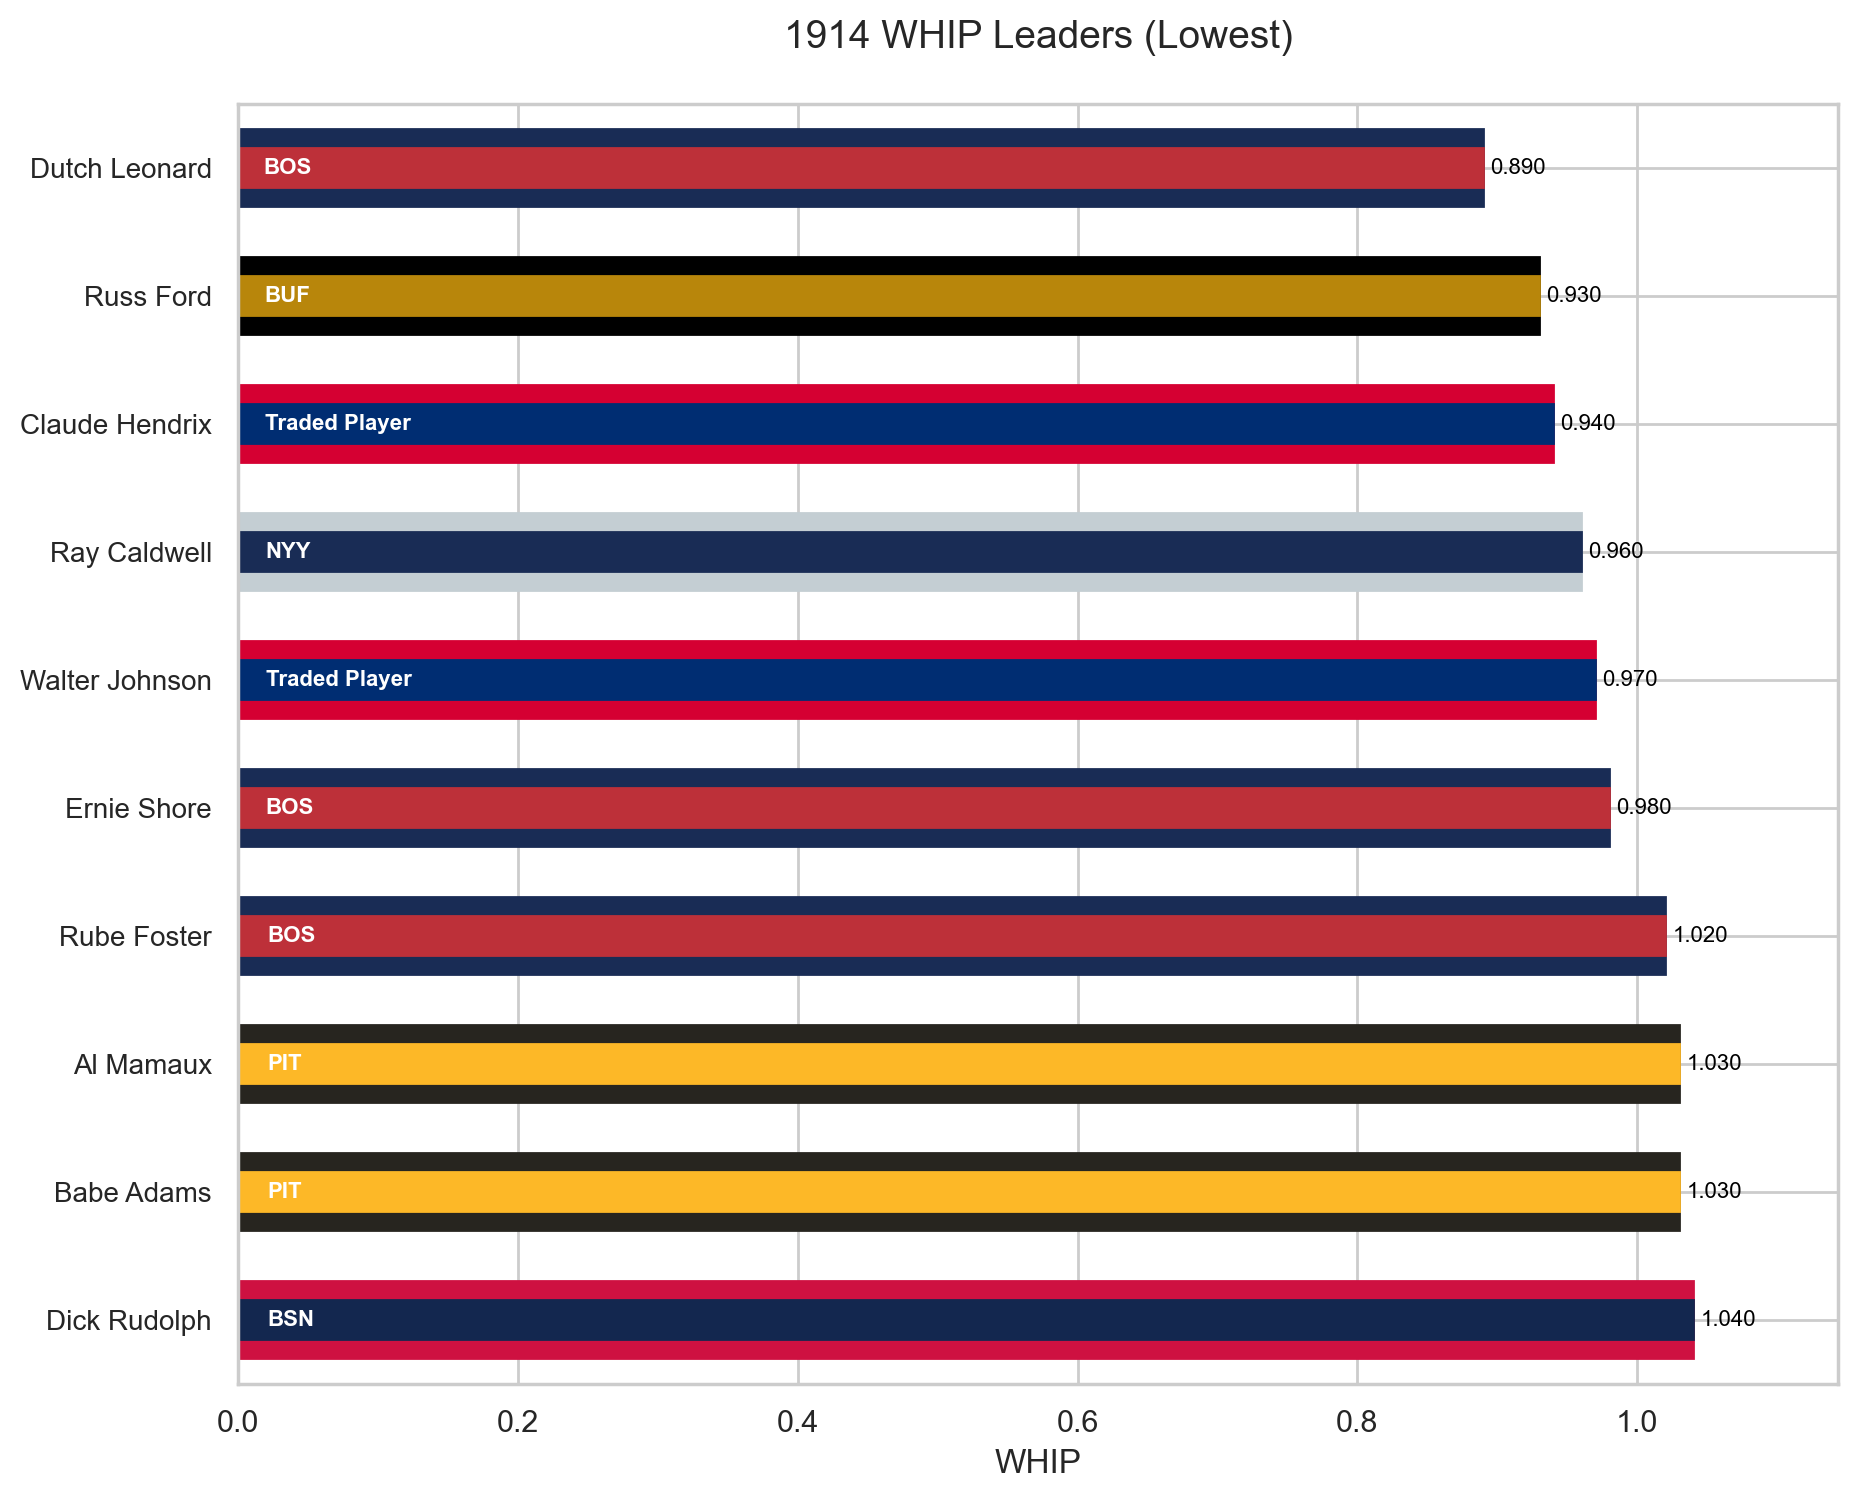 1914 WHIP Leaders (Lowest)
Dutch Leonard BOS 0.890
Russ Ford BUF 0.930
Claude Hendrix Traded Player 0.940
Ray Caldwell NYY 0.960
Walter Johnson Traded Player 0.970
Ernie Shore BOS 0.980
Rube Foster BOS 1.020
Al Mamaux PIT 1.030
Babe Adams PIT 1.030
Dick Rudolph BSN 1.040
0.0 0.2 0.4 0.6 0.8 1.0
WHIP